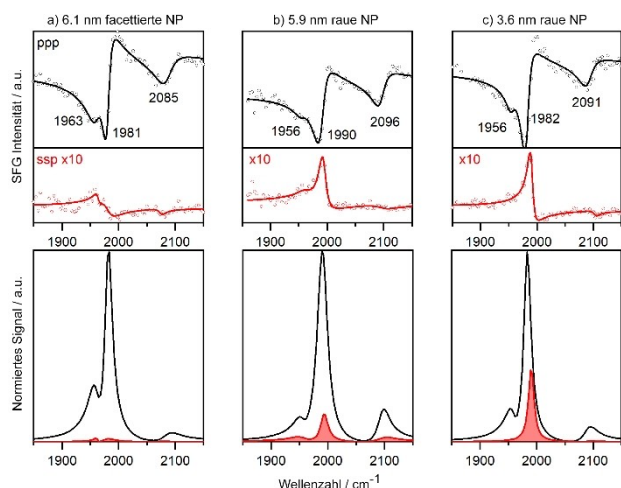 a) 6.1 nm facettierte NP
b) 5.9 nm raue NP
c) 3.6 nm raue NP
SFG Intensität / a.u.
ppp
1963
1981
2085
1956
1990
2096
1956
1982
2091
ssp x10
x10
x10
1900 2000 2100
1900 2000 2100
1900 2000 2100
Normiertes Signal / a.u.
1900 2000 2100
1900 2000 2100
1900 2000 2100
Wellenzahl / cm⁻¹